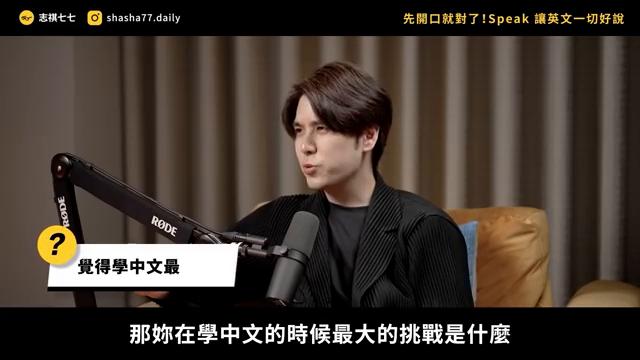 志祺七七
shasha77.daily
先開口就對了!Speak 讓英文一切好說
RØDE
RØDE
?
覺得學中文最
那妳在學中文的時候最大的挑戰是什麼